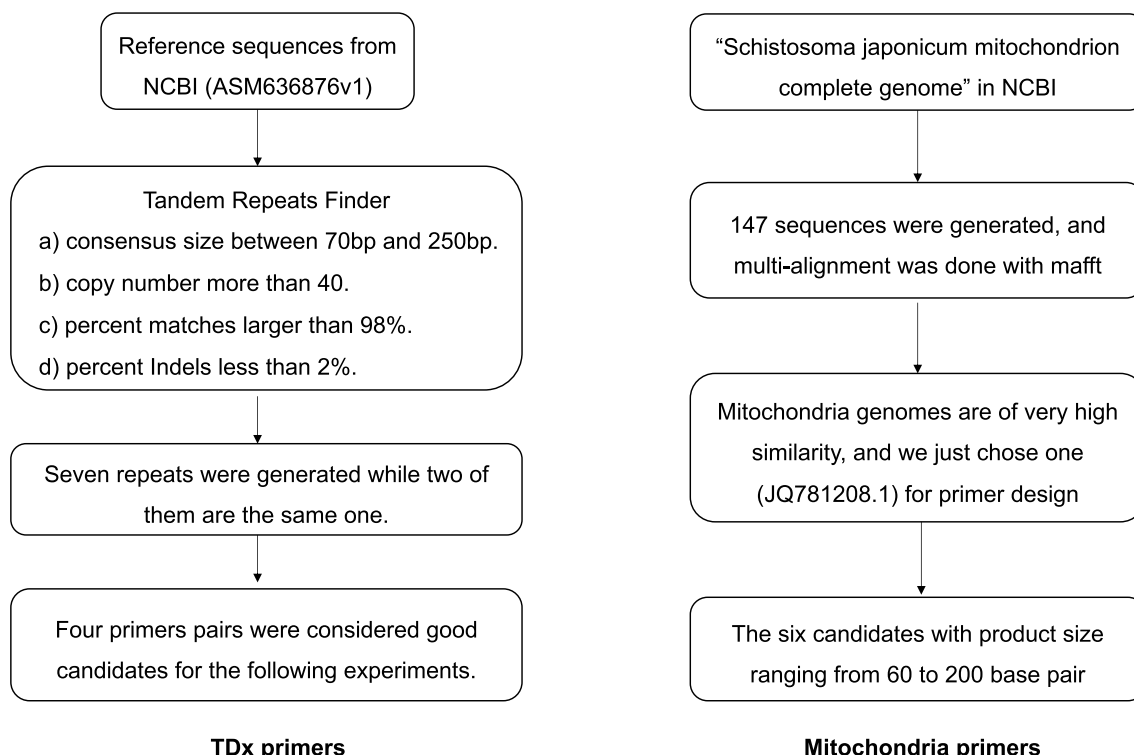 Reference sequences from
NCBI (ASM636876v1)
Tandem Repeats Finder
a) consensus size between 70bp and 250bp.
b) copy number more than 40.
c) percent matches larger than 98%.
d) percent Indels less than 2%.
Seven repeats were generated while two of
them are the same one.
Four primers pairs were considered good
candidates for the following experiments.
TDx primers
“Schistosoma japonicum mitochondrion
complete genome” in NCBI
147 sequences were generated, and
multi-alignment was done with mafft
Mitochondria genomes are of very high
similarity, and we just chose one
(JQ781208.1) for primer design
The six candidates with product size
ranging from 60 to 200 base pair
Mitochondria primers